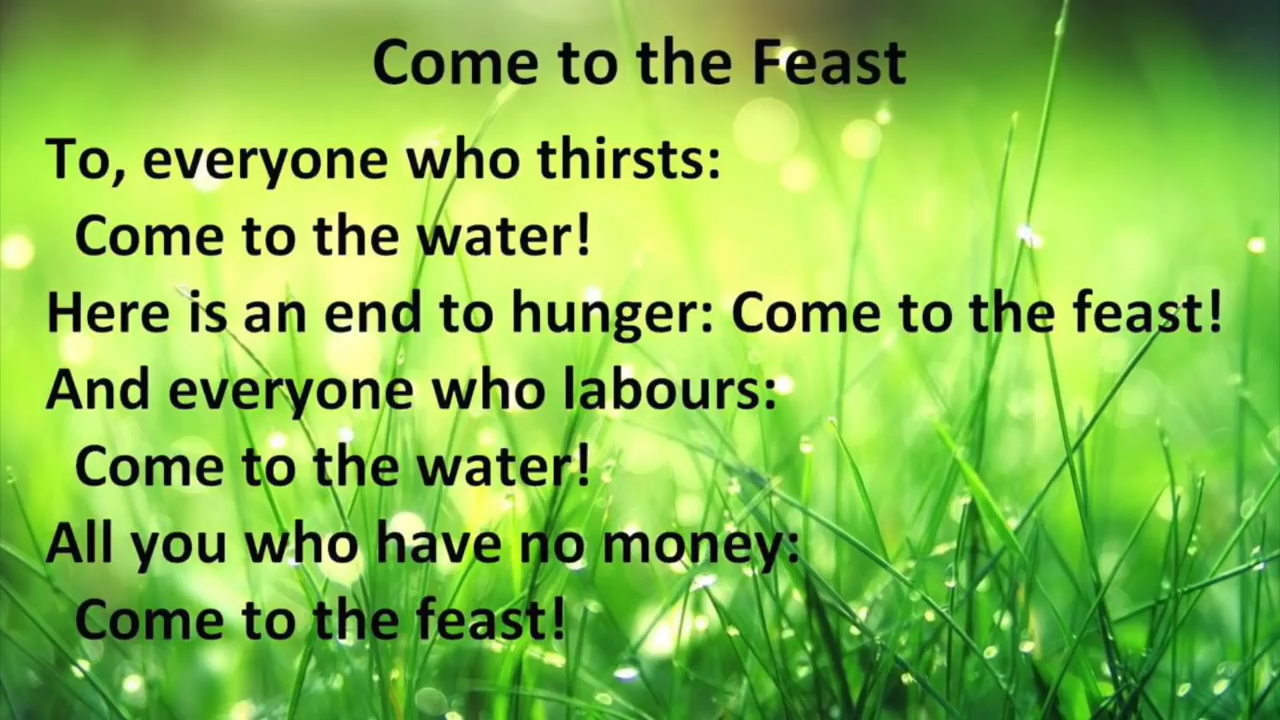 Come to the Feast
To, everyone who thirsts:
Come to the water!
Here is an end to hunger: Come to the feast!
And everyone who labours:
Come to the water!
All you who have no money:
Come to the feast!